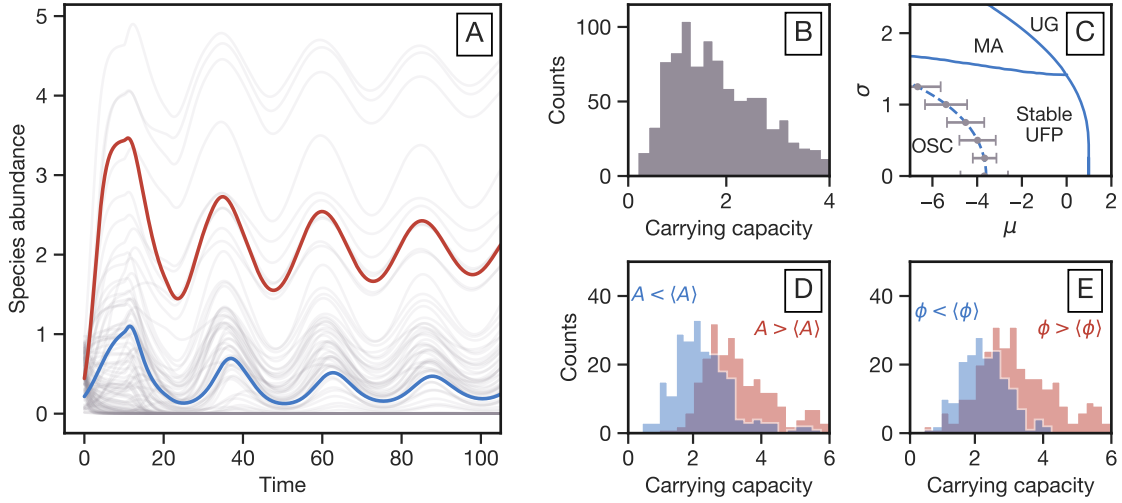 A
Species abundance
5
4
3
2
1
0
0
20
40
60
80
100
Time
B
Counts
100
50
0
0
2
4
Carrying capacity
C
UG
MA
Stable
UFP
OSC
σ
2
1
0
−6
−4
−2
0
2
μ
D
A < ⟨A⟩
A > ⟨A⟩
Counts
40
20
0
0
2
4
6
Carrying capacity
E
ϕ < ⟨ϕ⟩
ϕ > ⟨ϕ⟩
40
20
0
0
2
4
6
Carrying capacity